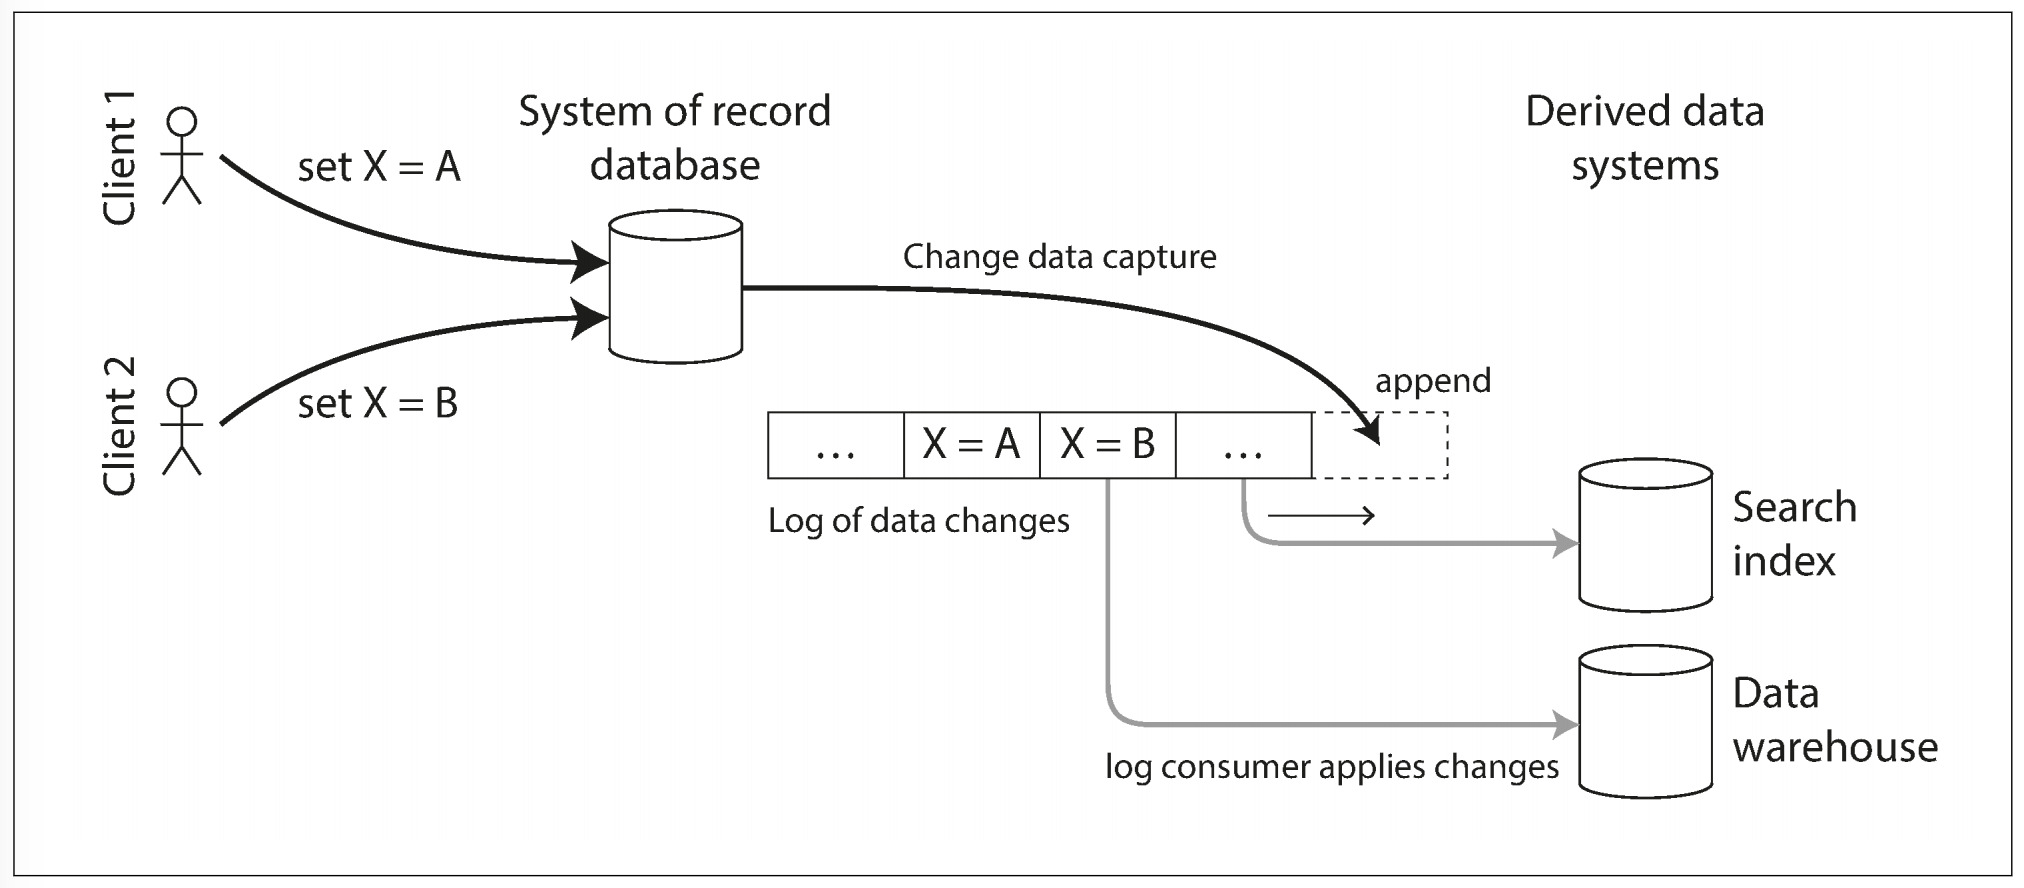 Client 1
set X = A
System of record
database
Derived data
systems
Change data capture
Client 2
set X = B
append
... X = A X = B ...
Log of data changes
Search
index
Data
warehouse
log consumer applies changes